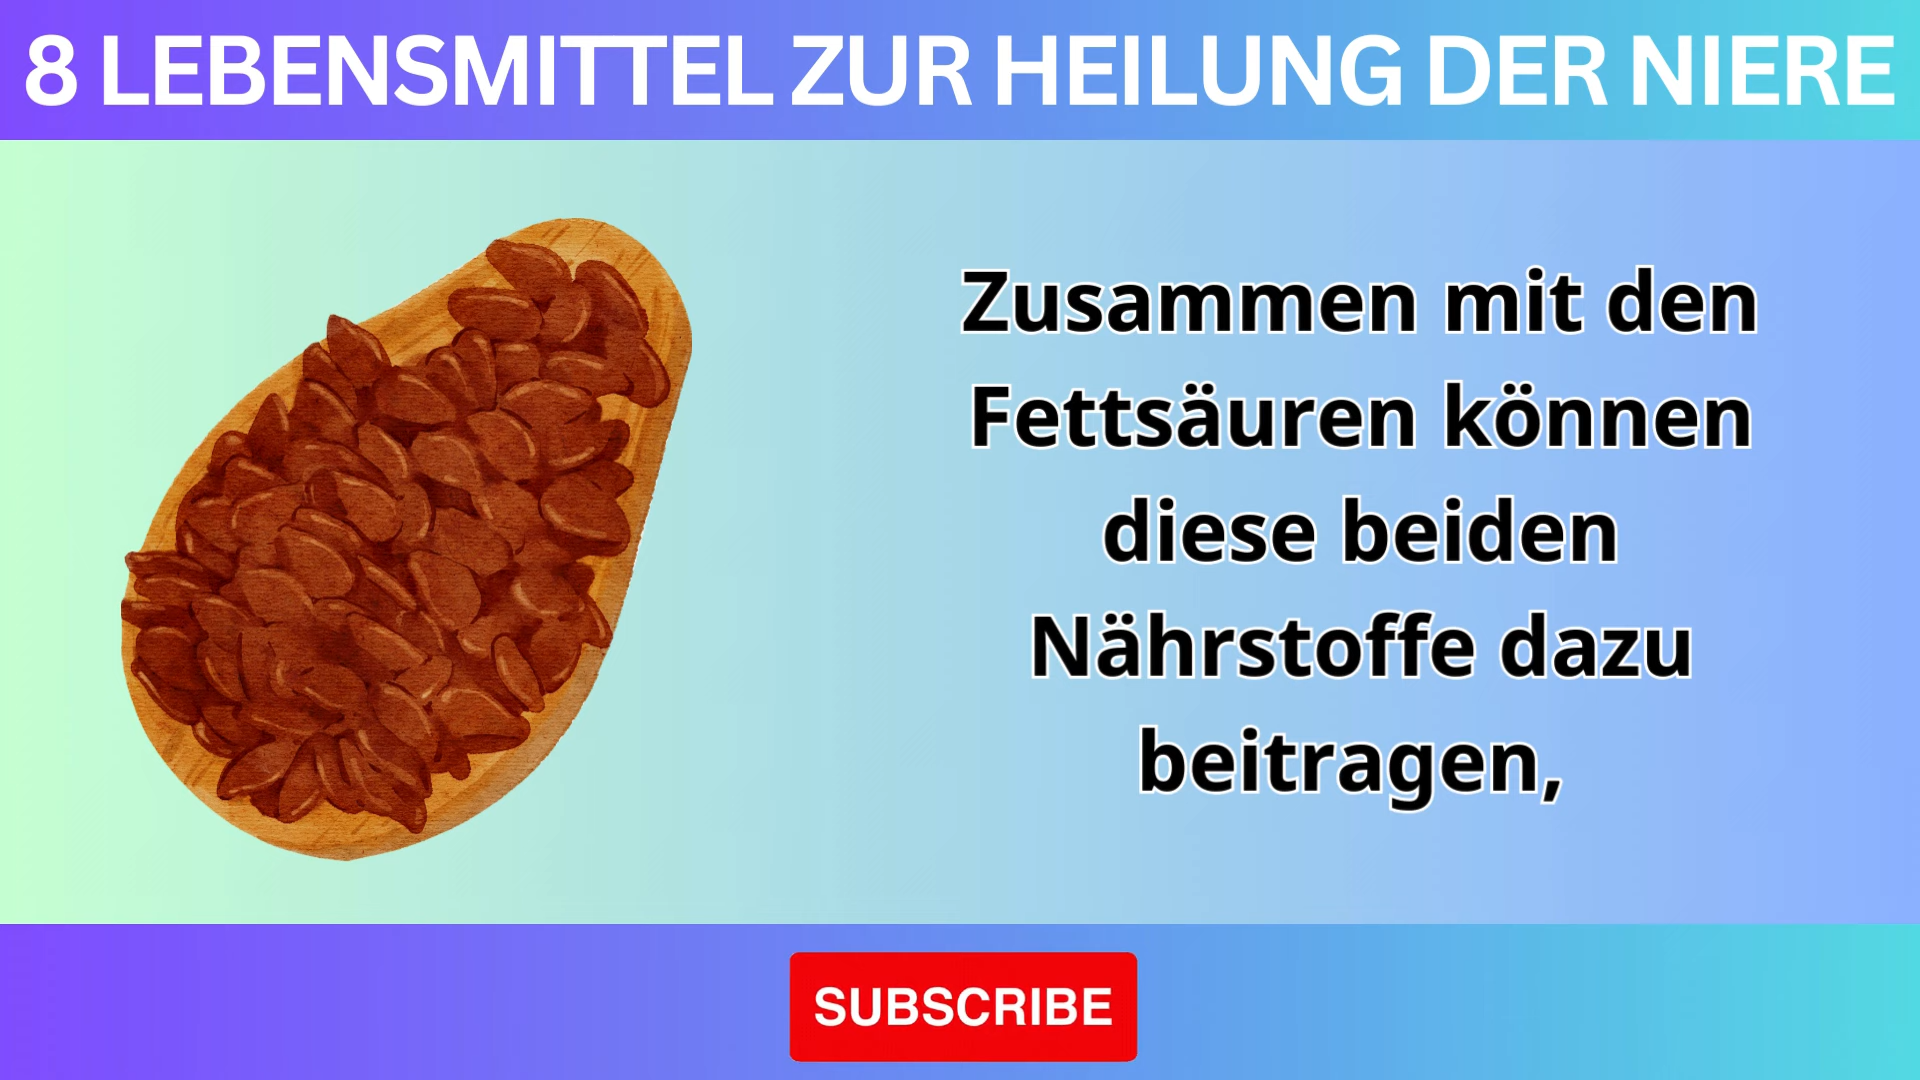 8 LEBENSMITTEL ZUR HEILUNG DER NIERE
Zusammen mit den
Fettsäuren können
diese beiden
Nährstoffe dazu
beitragen,
SUBSCRIBE